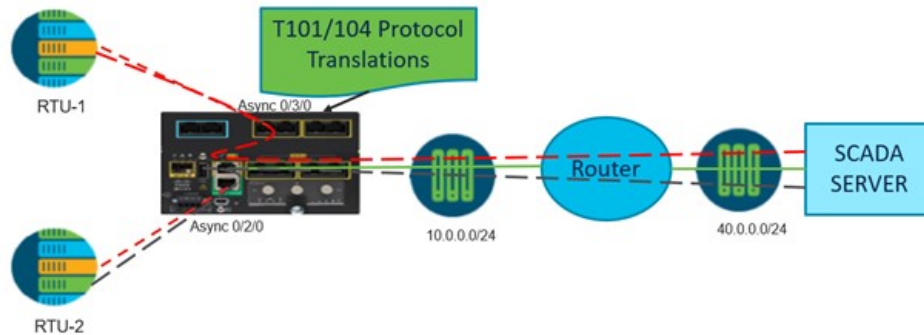 T101/104 Protocol
Translations
RTU-1
Async 0/3/0
Router
SCADA
SERVER
Async 0/2/0
10.0.0.0/24
40.0.0.0/24
RTU-2